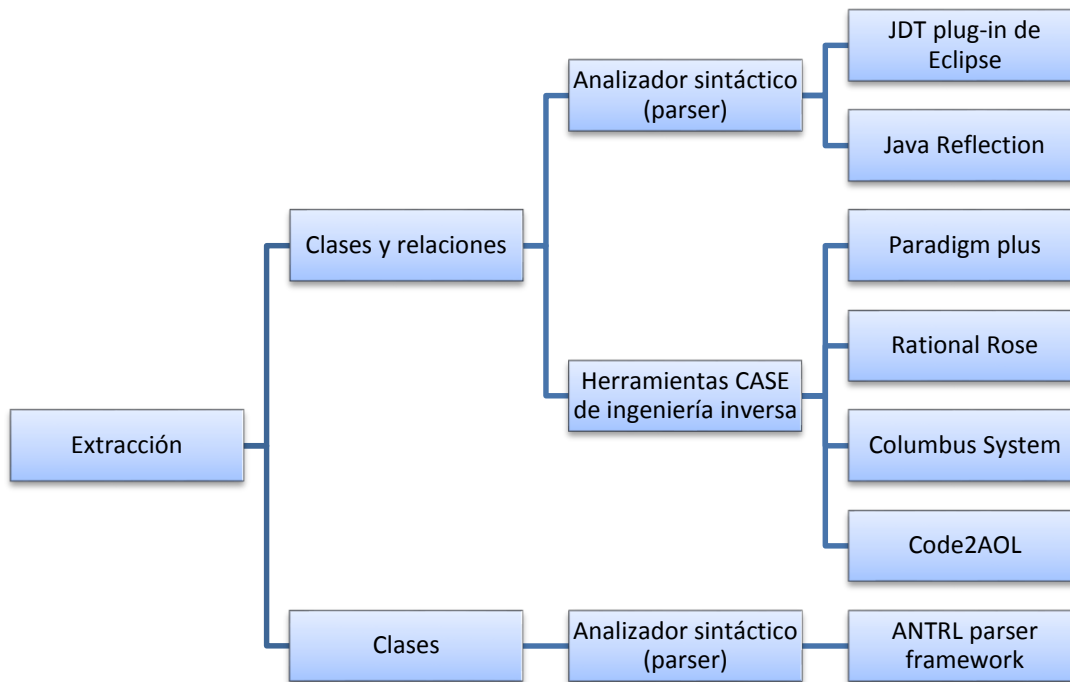 Extracción
Clases y relaciones
Analizador sintáctico
(parser)
JDT plug-in de
Eclipse
Java Reflection
Herramientas CASE
de ingeniería inversa
Paradigm plus
Rational Rose
Columbus System
Code2AOL
Clases
Analizador sintáctico
(parser)
ANTRL parser
framework